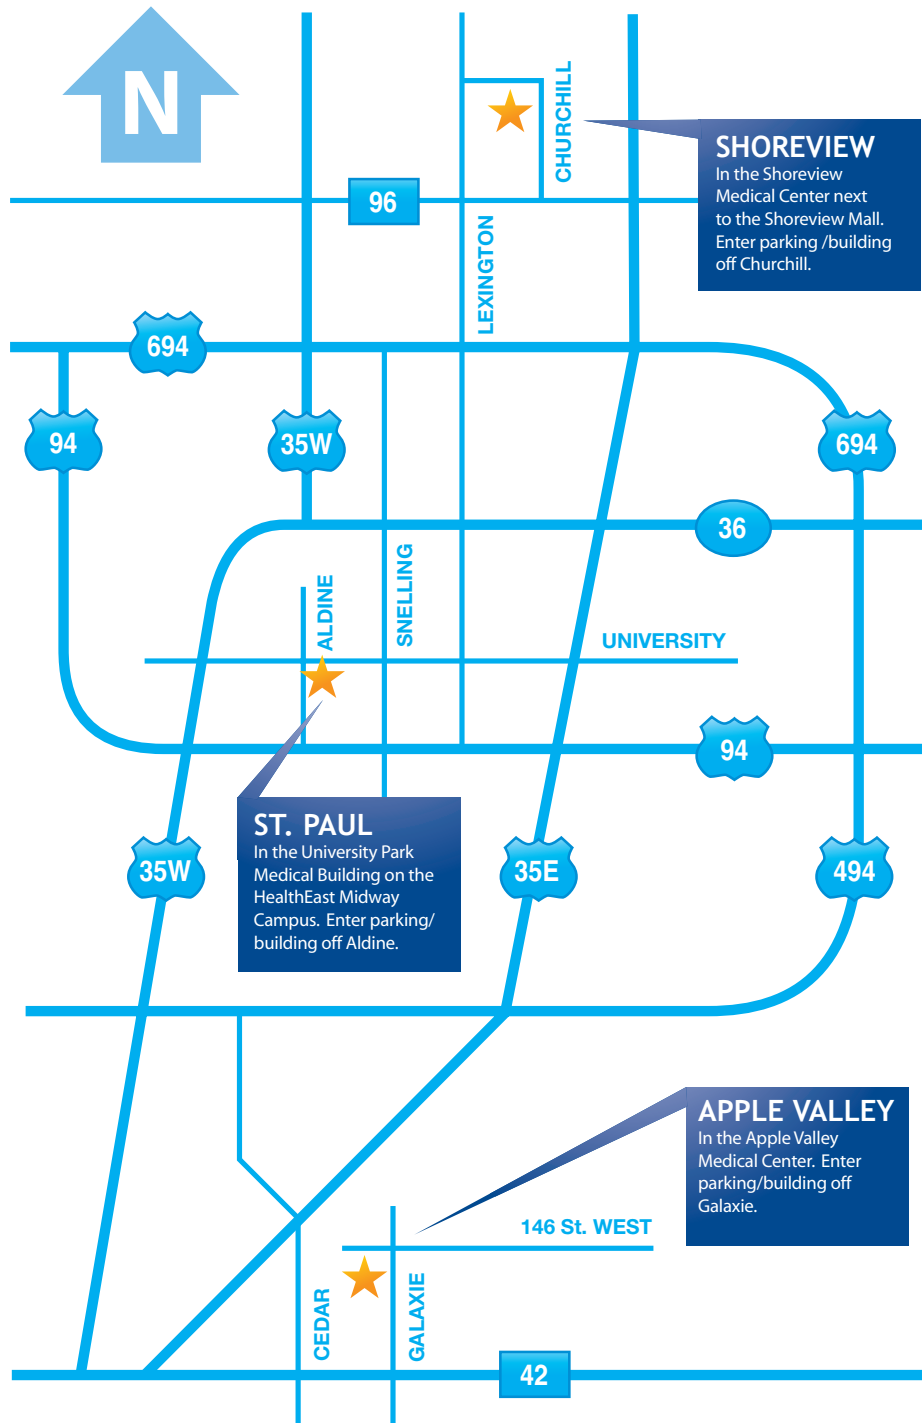 N
CHURCHILL
SHOREVIEW
In the Shoreview
Medical Center next
to the Shoreview Mall.
Enter parking /building
off Churchill.
96
LEXINGTON
694
94
35W
694
36
ALDINE
SNELLING
UNIVERSITY
94
ST. PAUL
In the University Park
Medical Building on the
HealthEast Midway
Campus. Enter parking/
building off Aldine.
35W
35E
494
APPLE VALLEY
In the Apple Valley
Medical Center. Enter
parking/building off
Galaxie.
146 St. WEST
CEDAR
GALAXIE
42